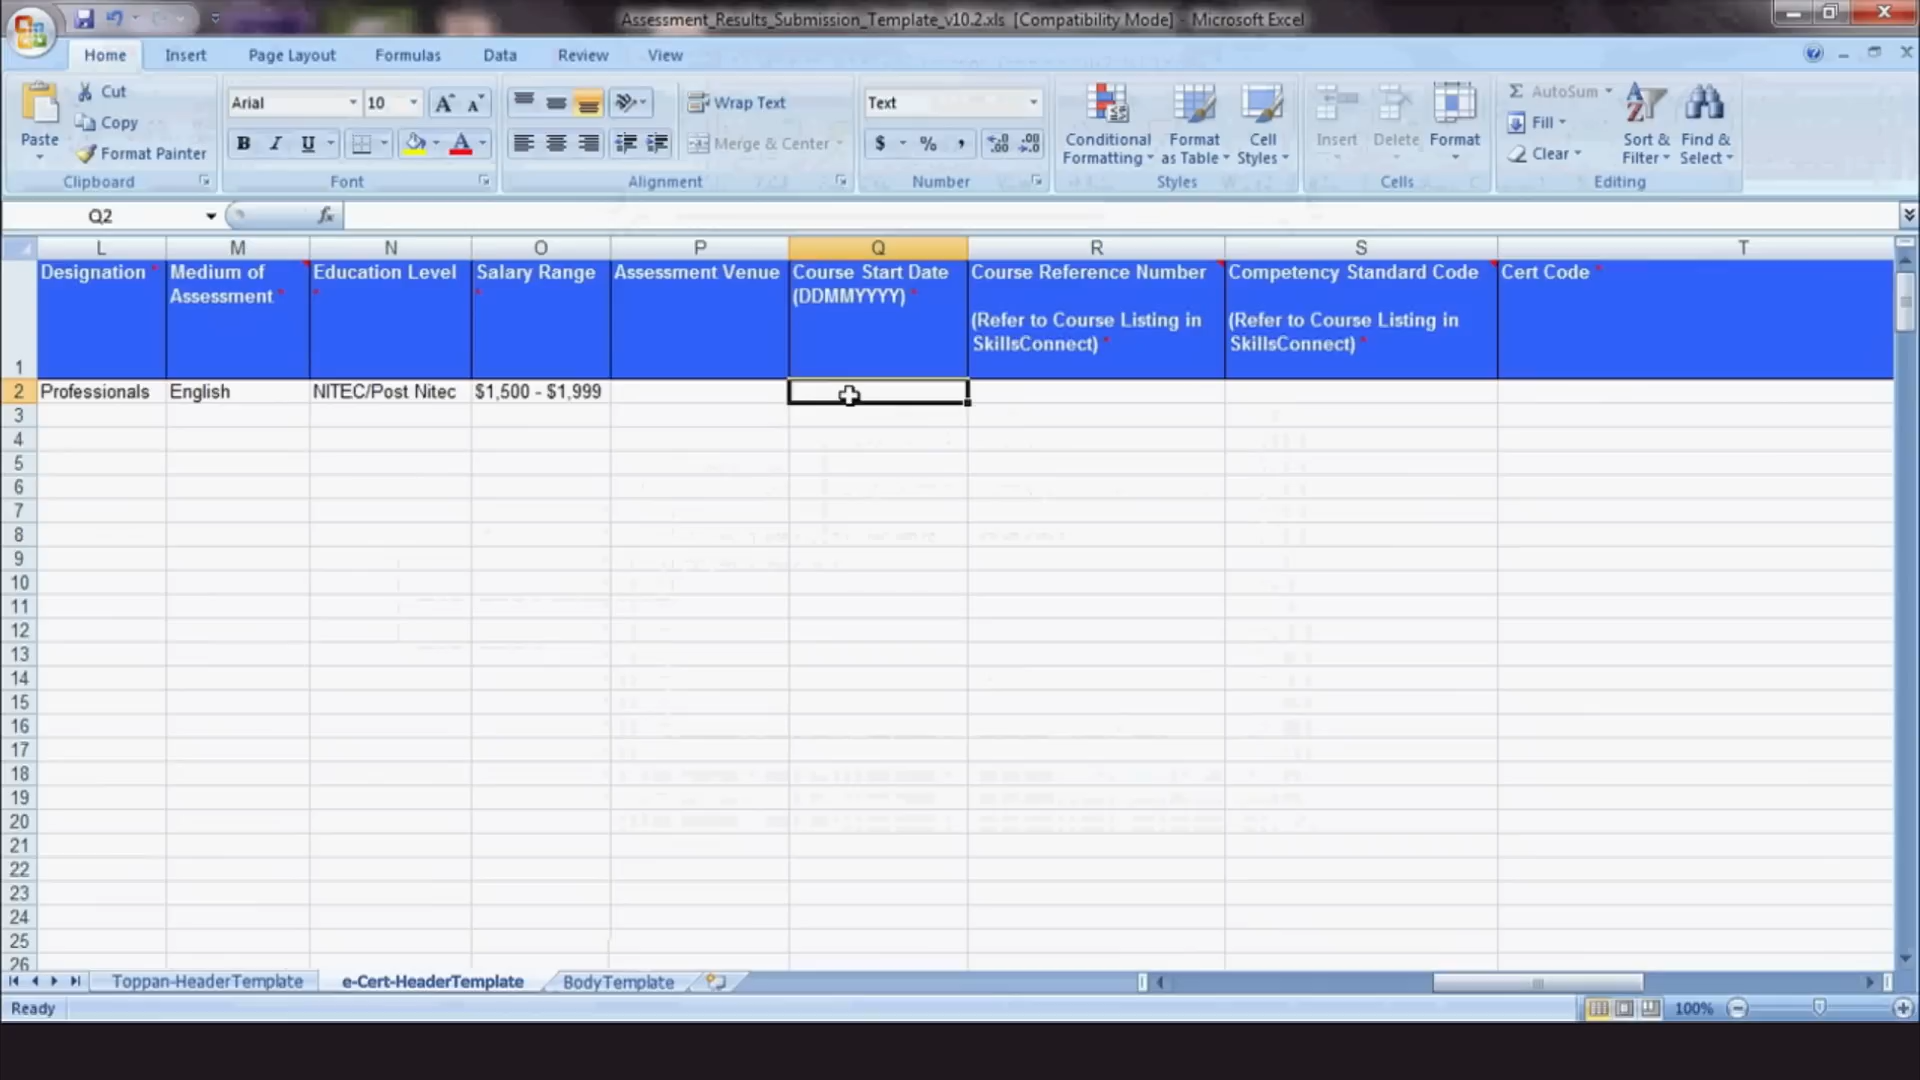 Assessment_Results_Submission_Template_v10.2.xls [Compatibility Mode] - Microsoft Excel
Home Insert Page Layout Formulas Data Review View
Paste
Cut
Copy
Format Painter
Clipboard
Arial 10
B I U
Font
Wrap Text
Merge & Center
Alignment
Text
$ % ,
Number
Conditional Formatting
Format as Table
Cell Styles
Styles
Insert Delete Format
Cells
Σ AutoSum
Fill
Clear
Sort & Filter
Find & Select
Editing
Q2 fx
L M N O P Q R S T
1
Designation *
Medium of
Assessment *
Education Level
*
Salary Range
*
Assessment Venue
Course Start Date
(DDMMYYYY) *
Course Reference Number
(Refer to Course Listing in
SkillsConnect) *
Competency Standard Code
(Refer to Course Listing in
SkillsConnect) *
Cert Code *
2 Professionals English NITEC/Post Nitec $1,500 - $1,999
3
4
5
6
7
8
9
10
11
12
13
14
15
16
17
18
19
20
21
22
23
24
25
26
Toppan-HeaderTemplate e-Cert-HeaderTemplate BodyTemplate
Ready 100%